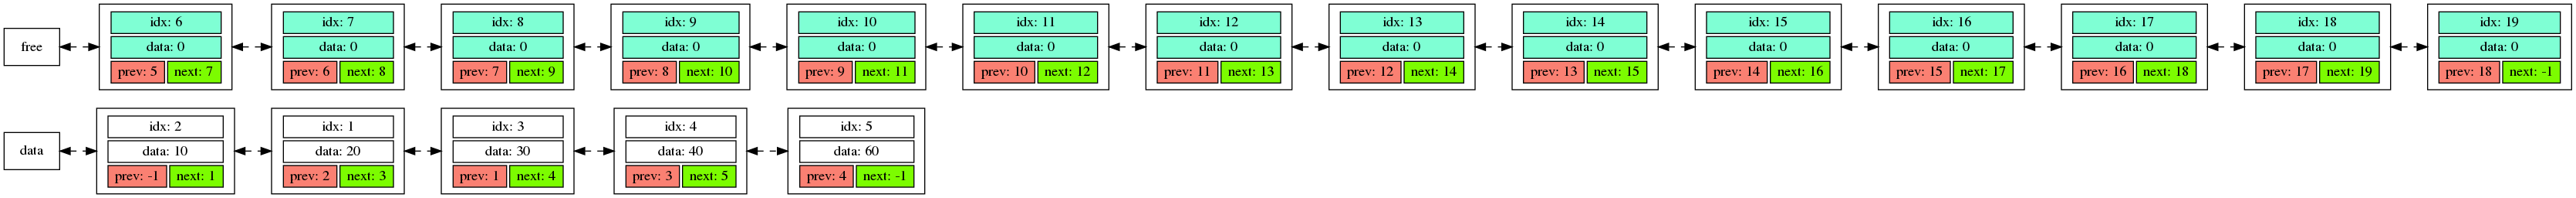 free
idx: 6
data: 0
prev: 5 next: 7
idx: 7
data: 0
prev: 6 next: 8
idx: 8
data: 0
prev: 7 next: 9
idx: 9
data: 0
prev: 8 next: 10
idx: 10
data: 0
prev: 9 next: 11
idx: 11
data: 0
prev: 10 next: 12
idx: 12
data: 0
prev: 11 next: 13
idx: 13
data: 0
prev: 12 next: 14
idx: 14
data: 0
prev: 13 next: 15
idx: 15
data: 0
prev: 14 next: 16
idx: 16
data: 0
prev: 15 next: 17
idx: 17
data: 0
prev: 16 next: 18
idx: 18
data: 0
prev: 17 next: 19
idx: 19
data: 0
prev: 18 next: -1
data
idx: 2
data: 10
prev: -1 next: 1
idx: 1
data: 20
prev: 2 next: 3
idx: 3
data: 30
prev: 1 next: 4
idx: 4
data: 40
prev: 3 next: 5
idx: 5
data: 60
prev: 4 next: -1